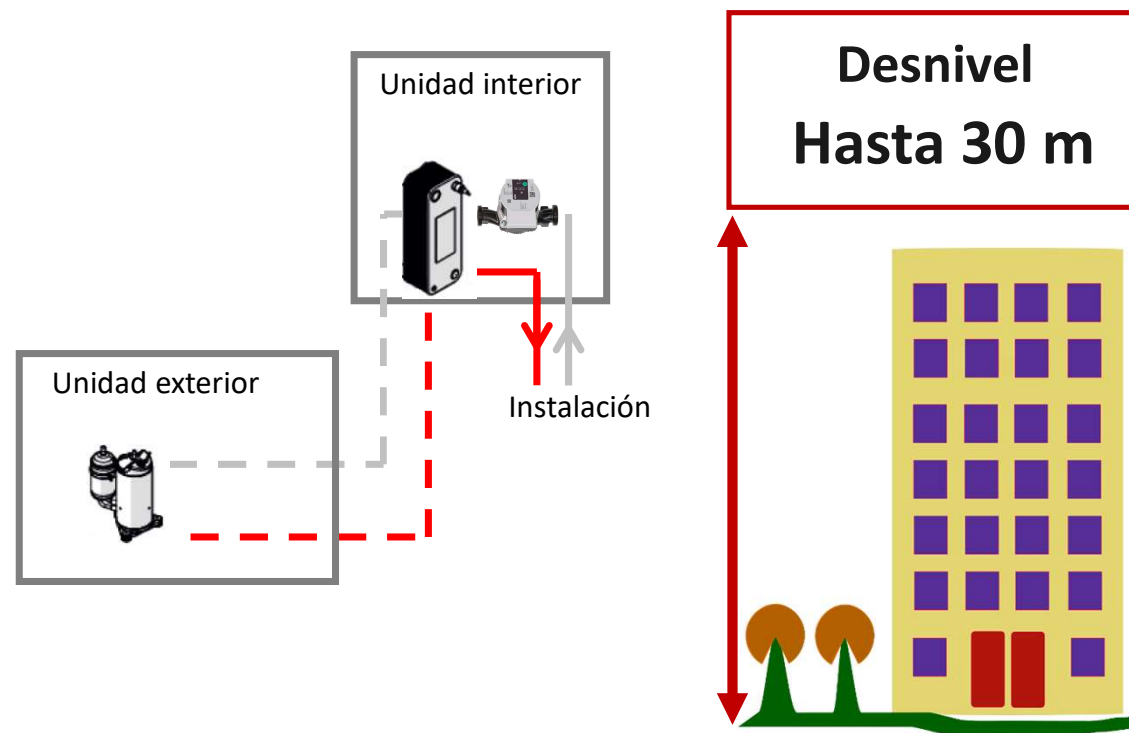 Unidad interior
Desnivel
Hasta 30 m
Unidad exterior
Instalación